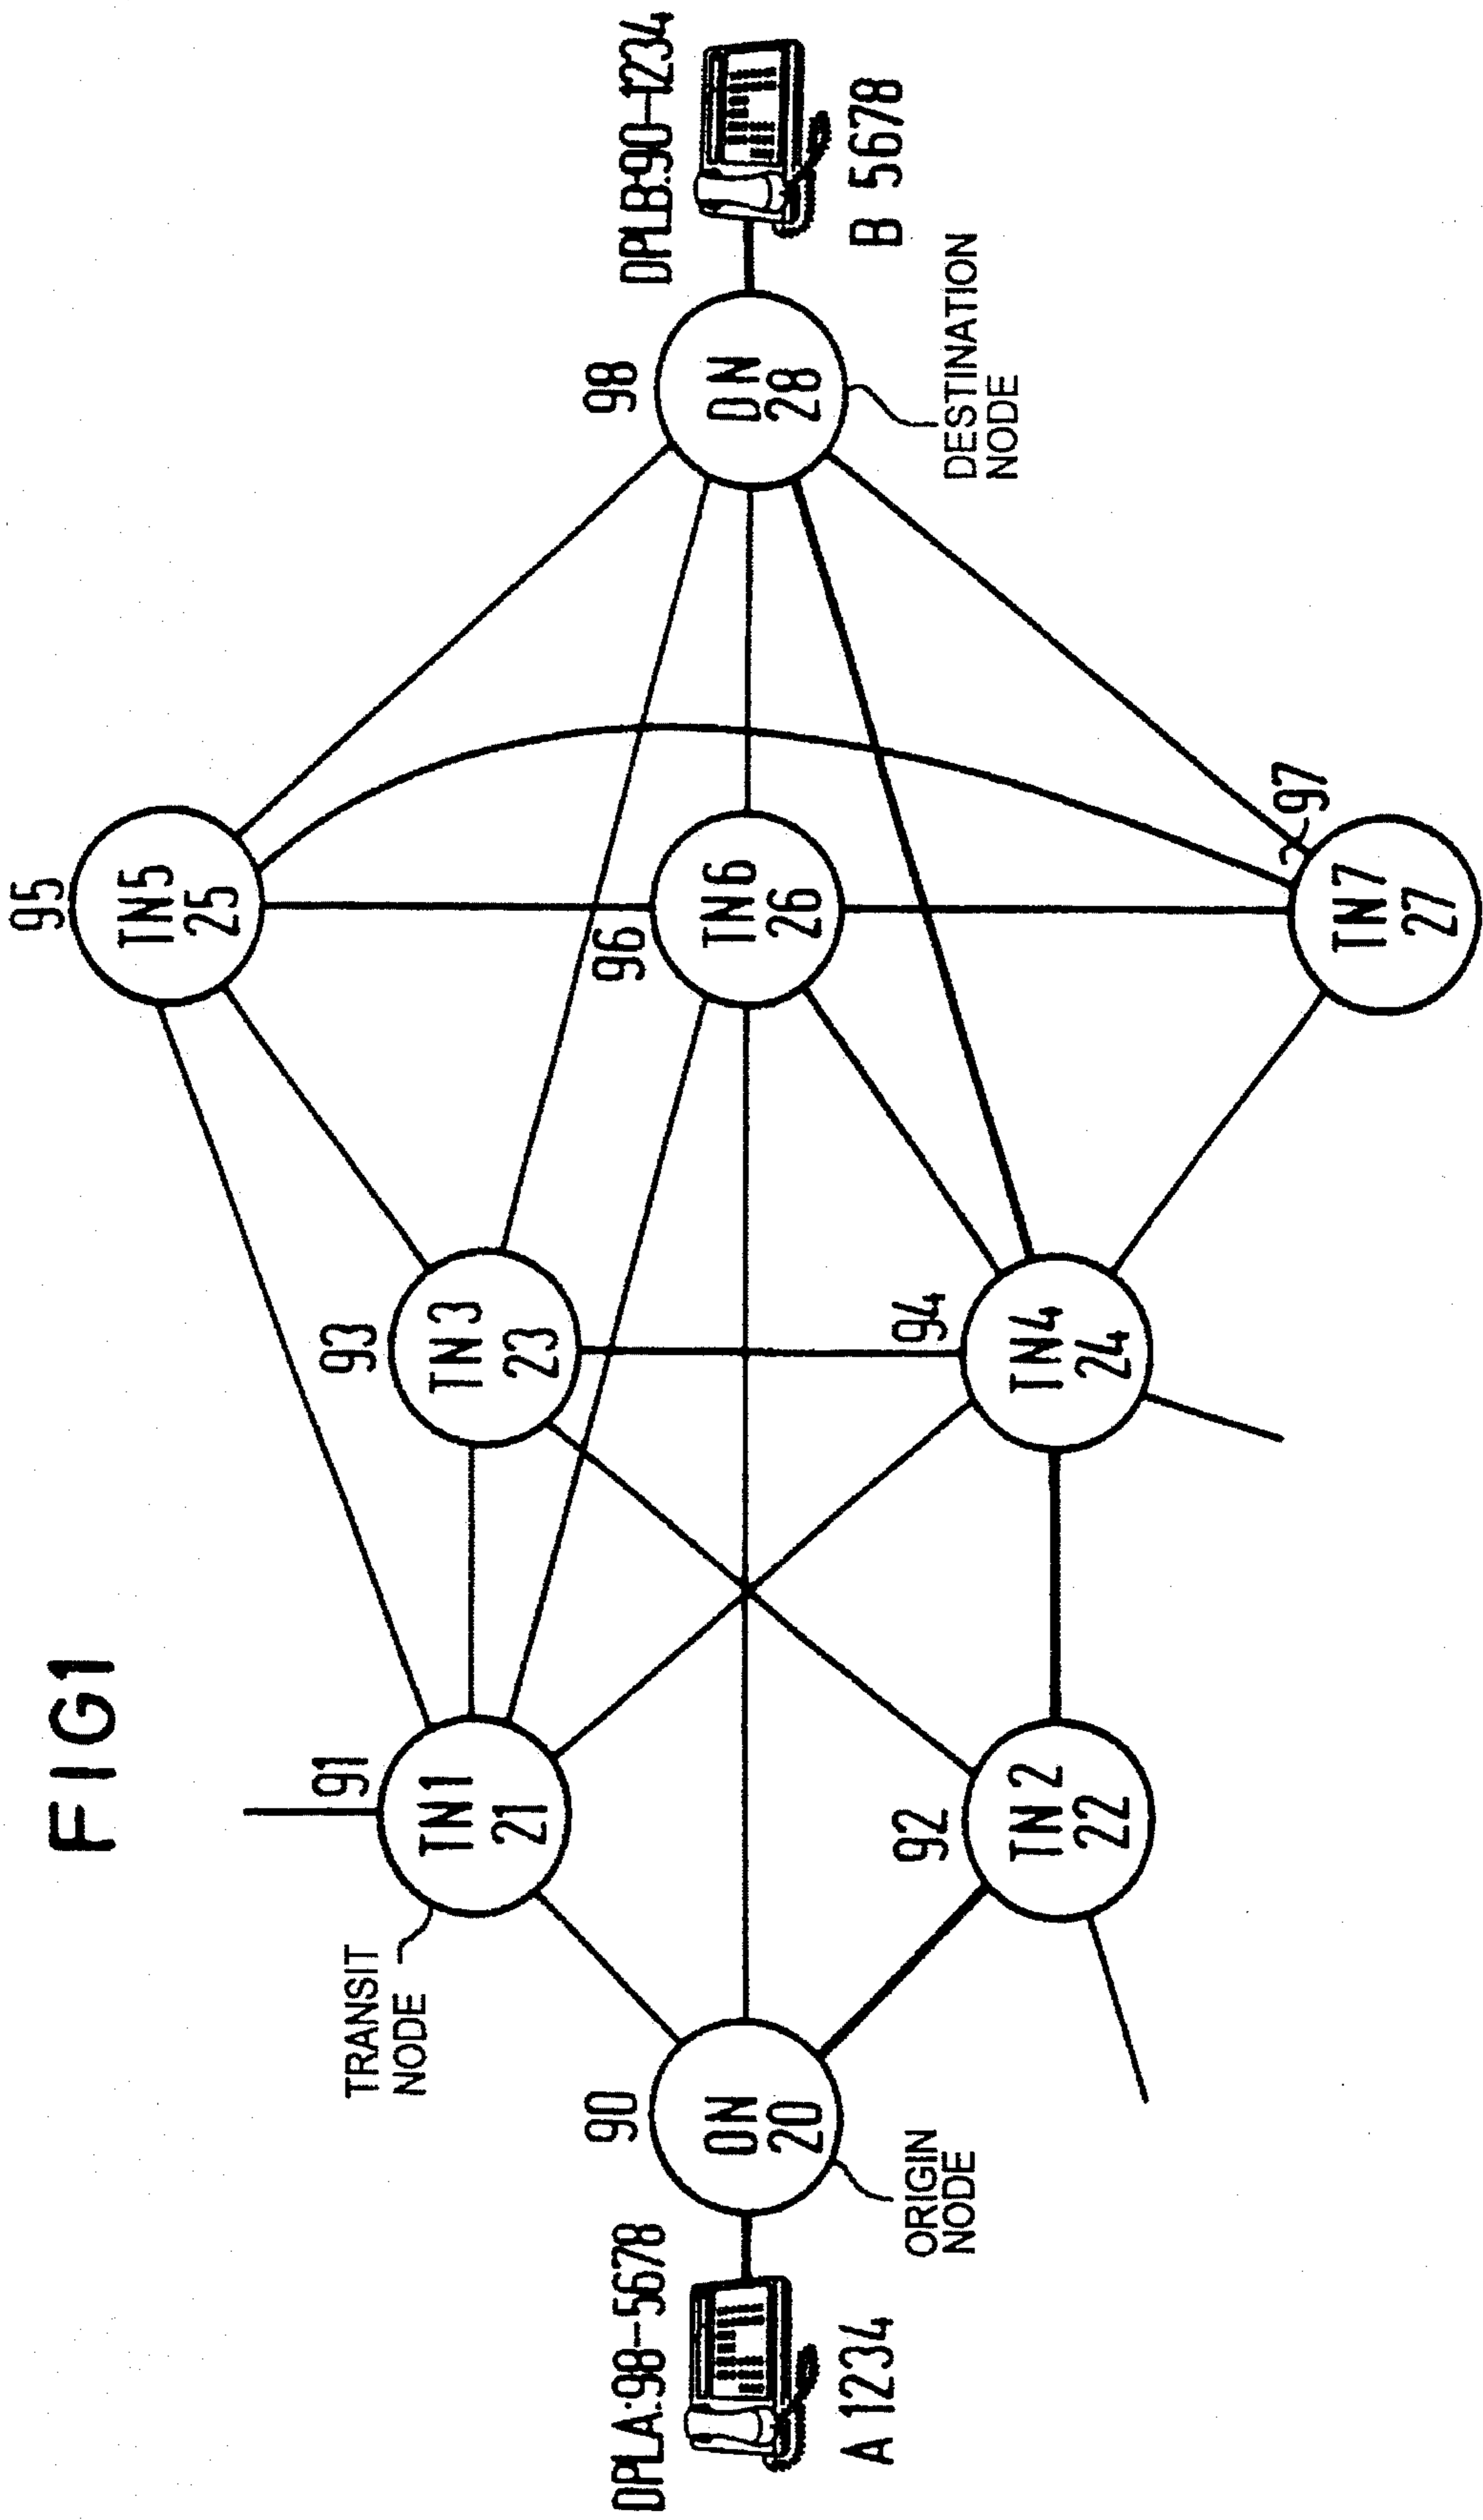 FIG1
95
TN5
25
TRANSIT
NODE
91
TN1
21
93
TN3
23
DPLA:98-5678
90
ON
20
96
TN6
26
98
DN
28
DPLB:90-1234
A 1234
ORIGIN
NODE
92
TN2
22
94
TN4
24
DESTINATION
NODE
B 5678
97
TN7
27